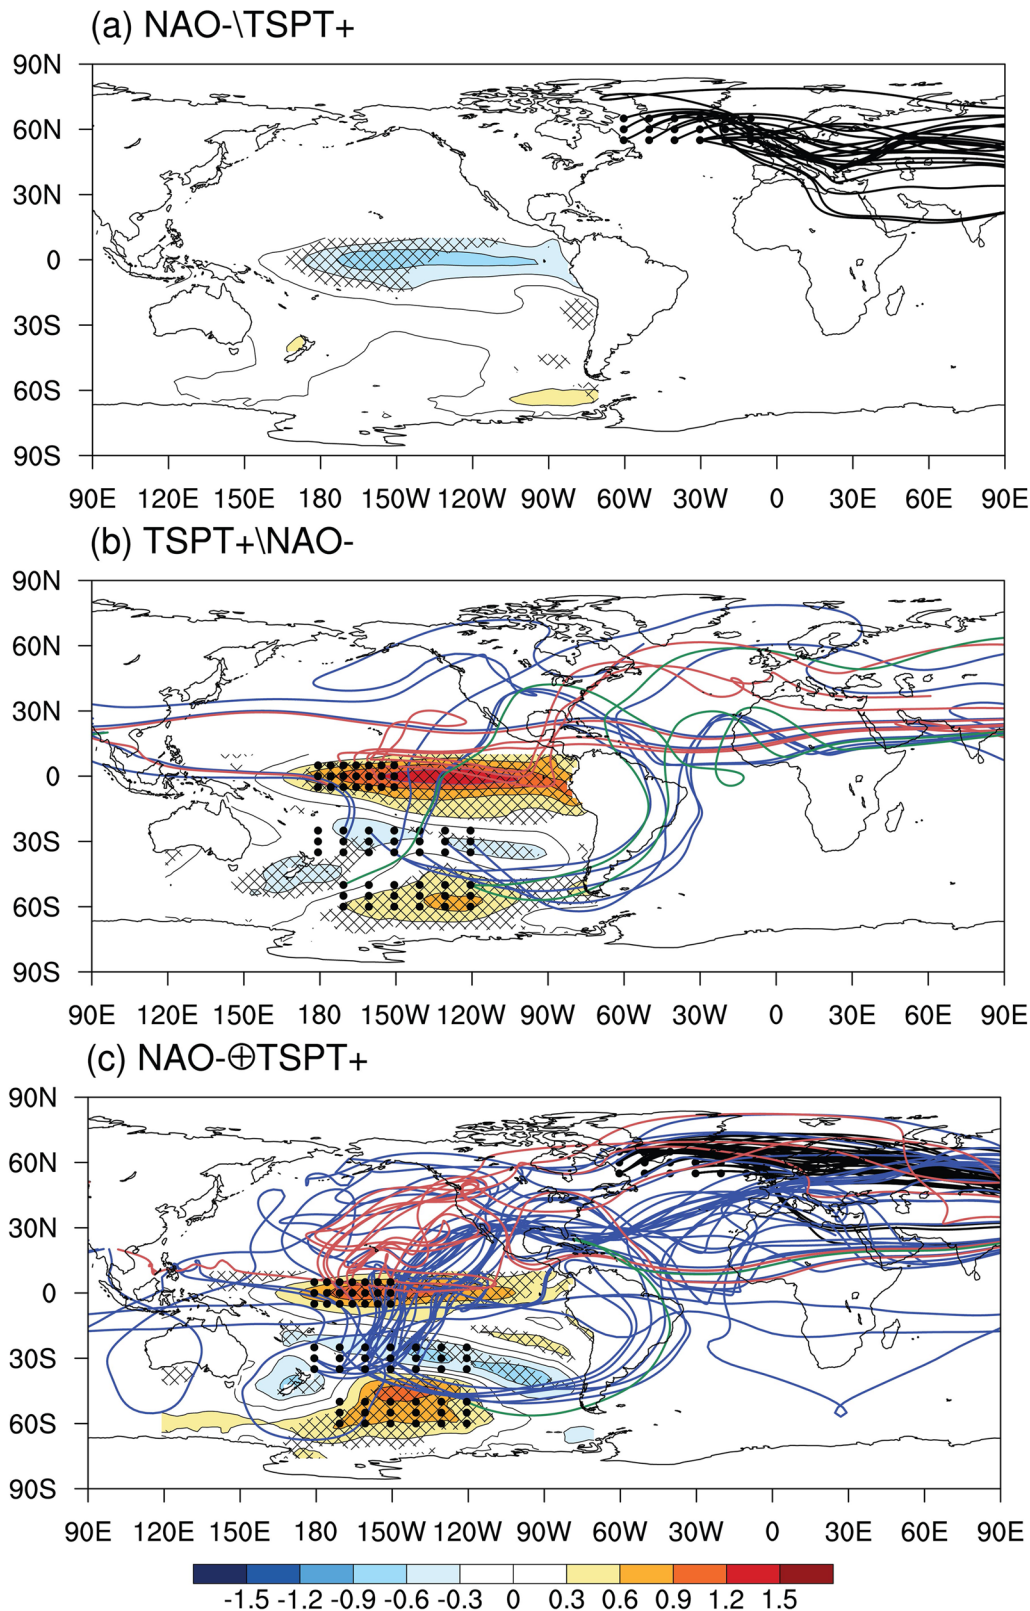 (a) NAO-\TSPT+
90N
60N
30N
0
30S
60S
90S
90E 120E 150E 180 150W 120W 90W 60W 30W 0 30E 60E 90E
(b) TSPT+\NAO-
90N
60N
30N
0
30S
60S
90S
90E 120E 150E 180 150W 120W 90W 60W 30W 0 30E 60E 90E
(c) NAO-⊕TSPT+
90N
60N
30N
0
30S
60S
90S
90E 120E 150E 180 150W 120W 90W 60W 30W 0 30E 60E 90E
-1.5 -1.2 -0.9 -0.6 -0.3 0 0.3 0.6 0.9 1.2 1.5